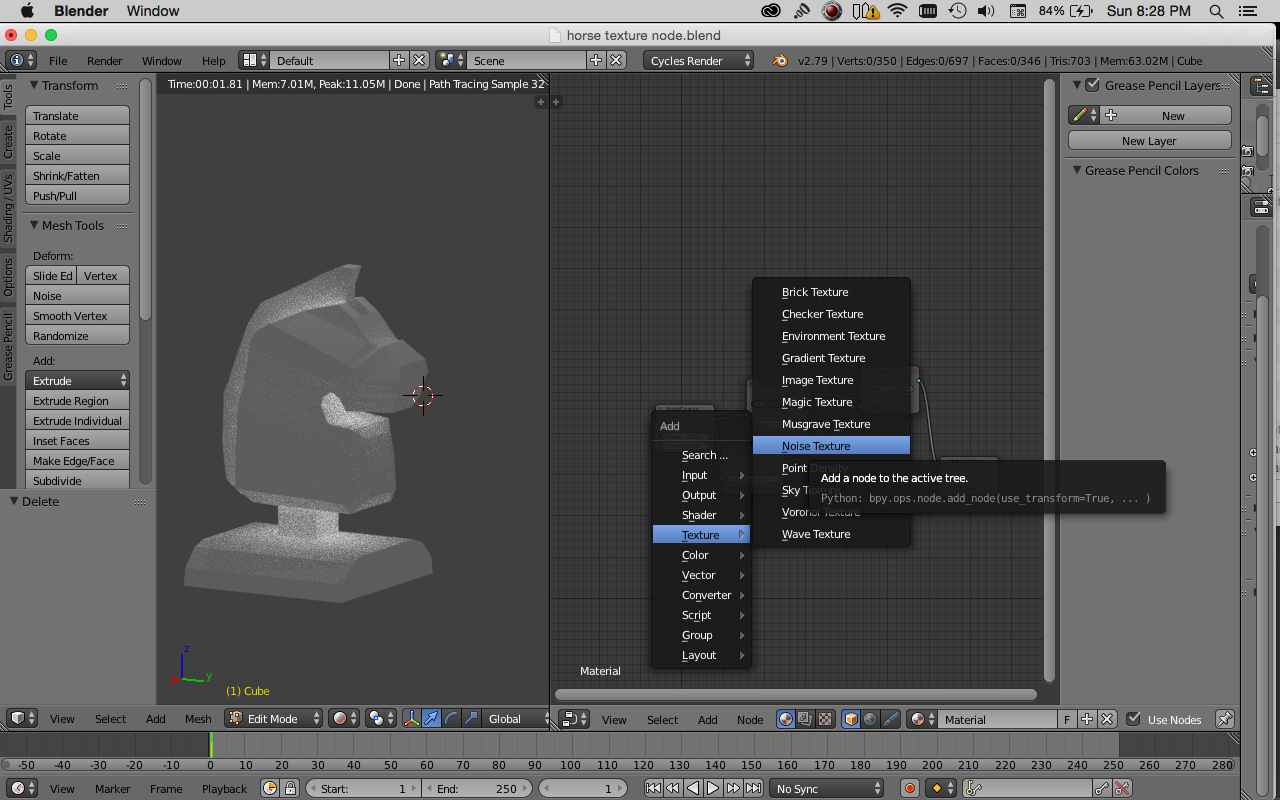 Blender Window 84% Sun 8:28 PM
horse texture node.blend
File Render Window Help Default Scene Cycles Render v2.79 | Verts:0/350 | Edges:0/697 | Faces:0/346 | Tris:703 | Mem:63.02M | Cube
Time:00:01.81 | Mem:7.01M, Peak:11.05M | Done | Path Tracing Sample 32
Tools
Create
Shading / UVs
Options
Grease Pencil
Transform
Translate
Rotate
Scale
Shrink/Fatten
Push/Pull
Mesh Tools
Deform:
Slide Ed Vertex
Noise
Smooth Vertex
Randomize
Add:
Extrude
Extrude Region
Extrude Individual
Inset Faces
Make Edge/Face
Subdivide
Delete
z
y
(1) Cube
Add
Search ...
Input
Output
Shader
Texture
Color
Vector
Converter
Script
Group
Layout
Brick Texture
Checker Texture
Environment Texture
Gradient Texture
Image Texture
Magic Texture
Musgrave Texture
Noise Texture
Point Density
Sky Te
Voronoi Texture
Wave Texture
Add a node to the active tree.
Python: bpy.ops.node.add_node(use_transform=True, ... )
Material
Grease Pencil Layers
New
New Layer
Grease Pencil Colors
View Select Add Mesh Edit Mode Global
View Select Add Node Material F Use Nodes
-50 -40 -30 -20 -10 0 10 20 30 40 50 60 70 80 90 100 110 120 130 140 150 160 170 180 190 200 210 220 230 240 250 260 270 280
View Marker Frame Playback Start: 1 End: 250 1 No Sync